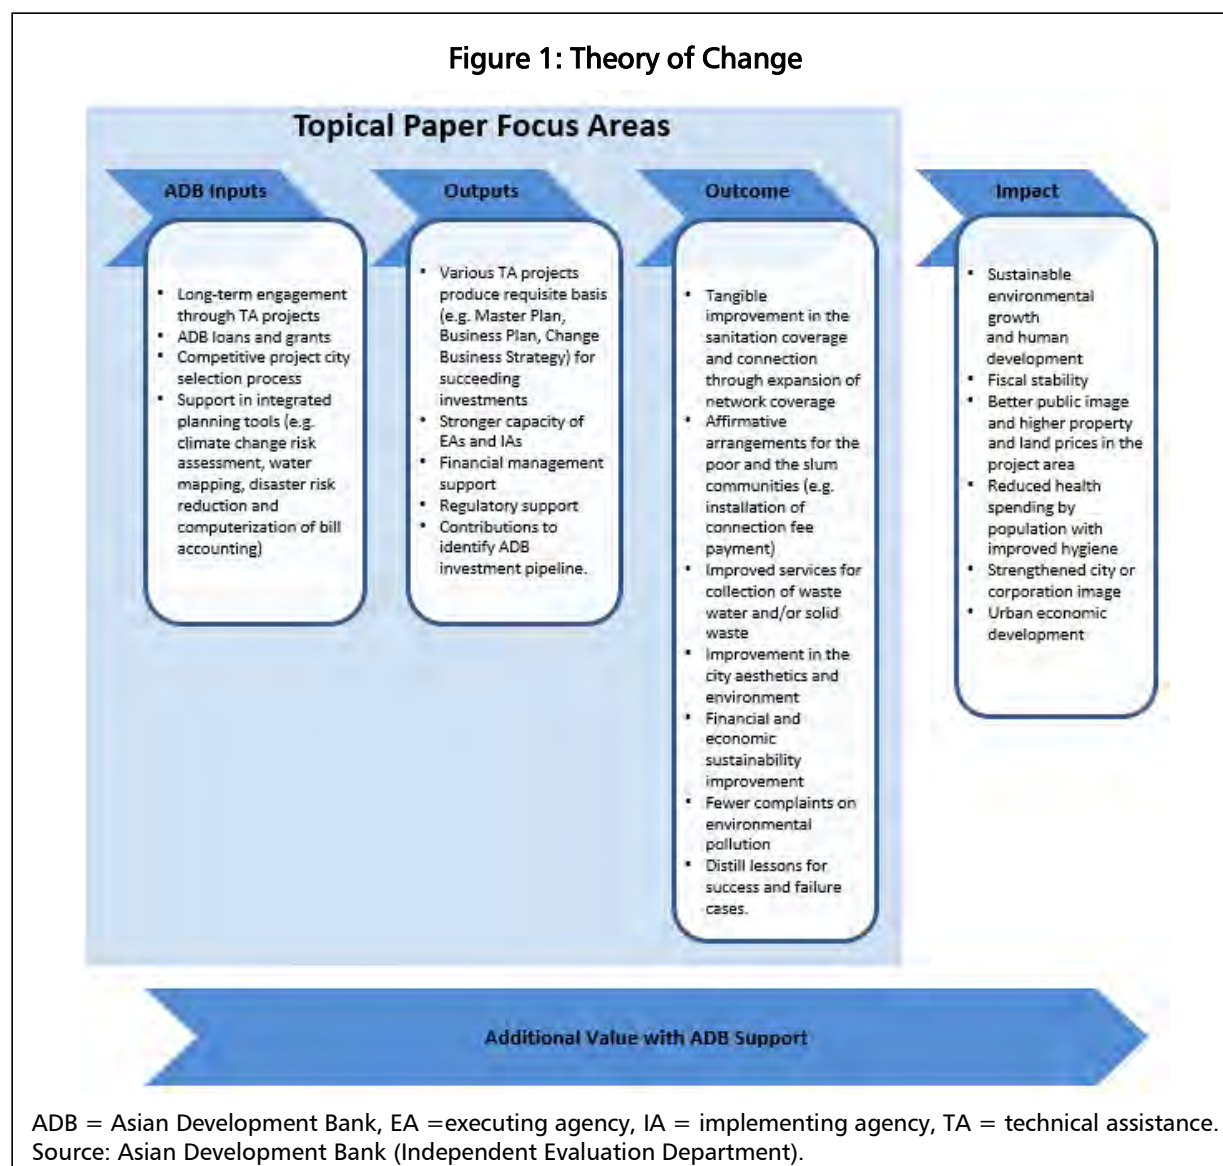 Figure 1: Theory of Change
Topical Paper Focus Areas
ADB Inputs
• Long-term engagement
through TA projects
• ADB loans and grants
• Competitive project city
selection process
• Support in integrated
planning tools (e.g.
climate change risk
assessment, water
mapping, disaster risk
reduction and
computerization of bill
accounting)
Outputs
• Various TA projects
produce requisite basis
(e.g. Master Plan,
Business Plan, Change
Business Strategy) for
succeeding
investments
• Stronger capacity of
EAs and IAs
• Financial management
support
• Regulatory support
• Contributions to
identify ADB
investment pipeline.
Outcome
• Tangible
improvement in the
sanitation coverage
and connection
through expansion of
network coverage
• Affirmative
arrangements for the
poor and the slum
communities (e.g.
installation of
connection fee
payment)
• Improved services for
collection of waste
water and/or solid
waste
• Improvement in the
city aesthetics and
environment
• Financial and
economic
sustainability
improvement
• Fewer complaints on
environmental
pollution
• Distill lessons for
success and failure
cases.
Impact
• Sustainable
environmental
growth
and human
development
• Fiscal stability
• Better public image
and higher property
and land prices in the
project area
• Reduced health
spending by
population with
improved hygiene
• Strengthened city or
corporation image
• Urban economic
development
Additional Value with ADB Support
ADB = Asian Development Bank, EA =executing agency, IA = implementing agency, TA = technical assistance.
Source: Asian Development Bank (Independent Evaluation Department).